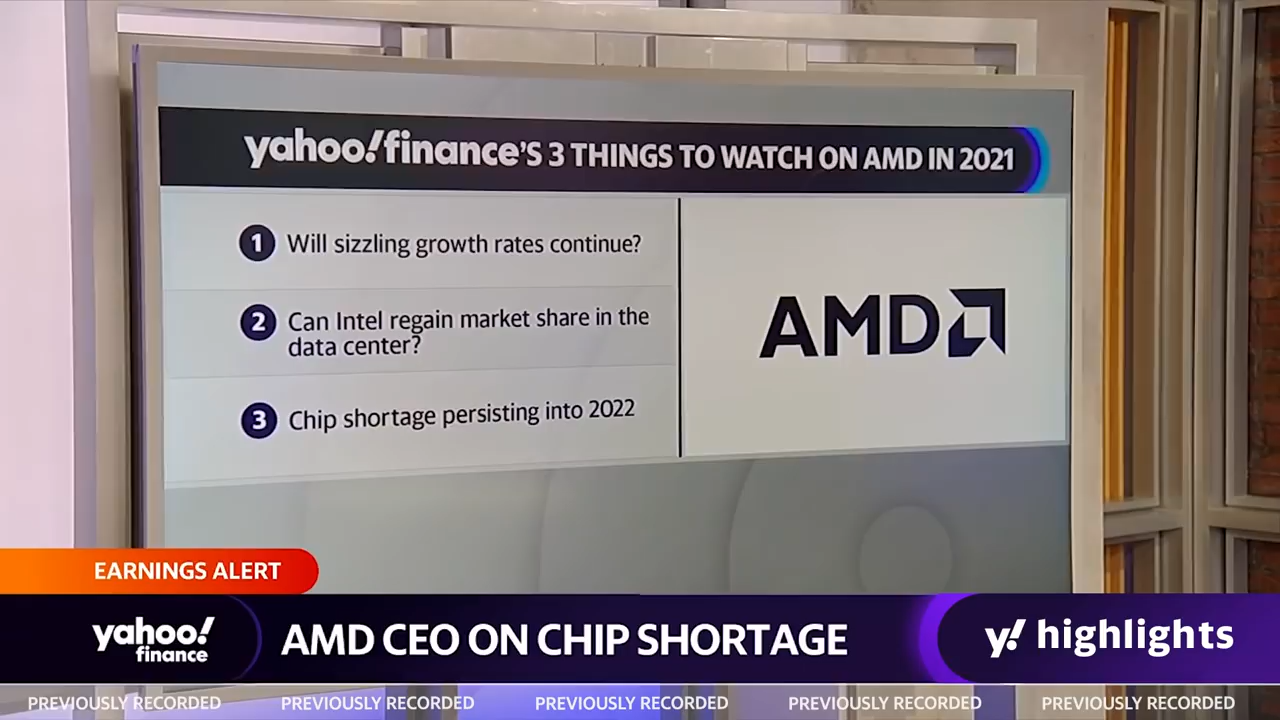 yahoo!finance'S 3 THINGS TO WATCH ON AMD IN 2021
1 Will sizzling growth rates continue?
2 Can Intel regain market share in the
data center?
3 Chip shortage persisting into 2022
AMD
EARNINGS ALERT
yahoo!
finance
AMD CEO ON CHIP SHORTAGE
y! highlights
PREVIOUSLY RECORDED PREVIOUSLY RECORDED PREVIOUSLY RECORDED PREVIOUSLY RECORDED PREVIOUSLY RECORDED